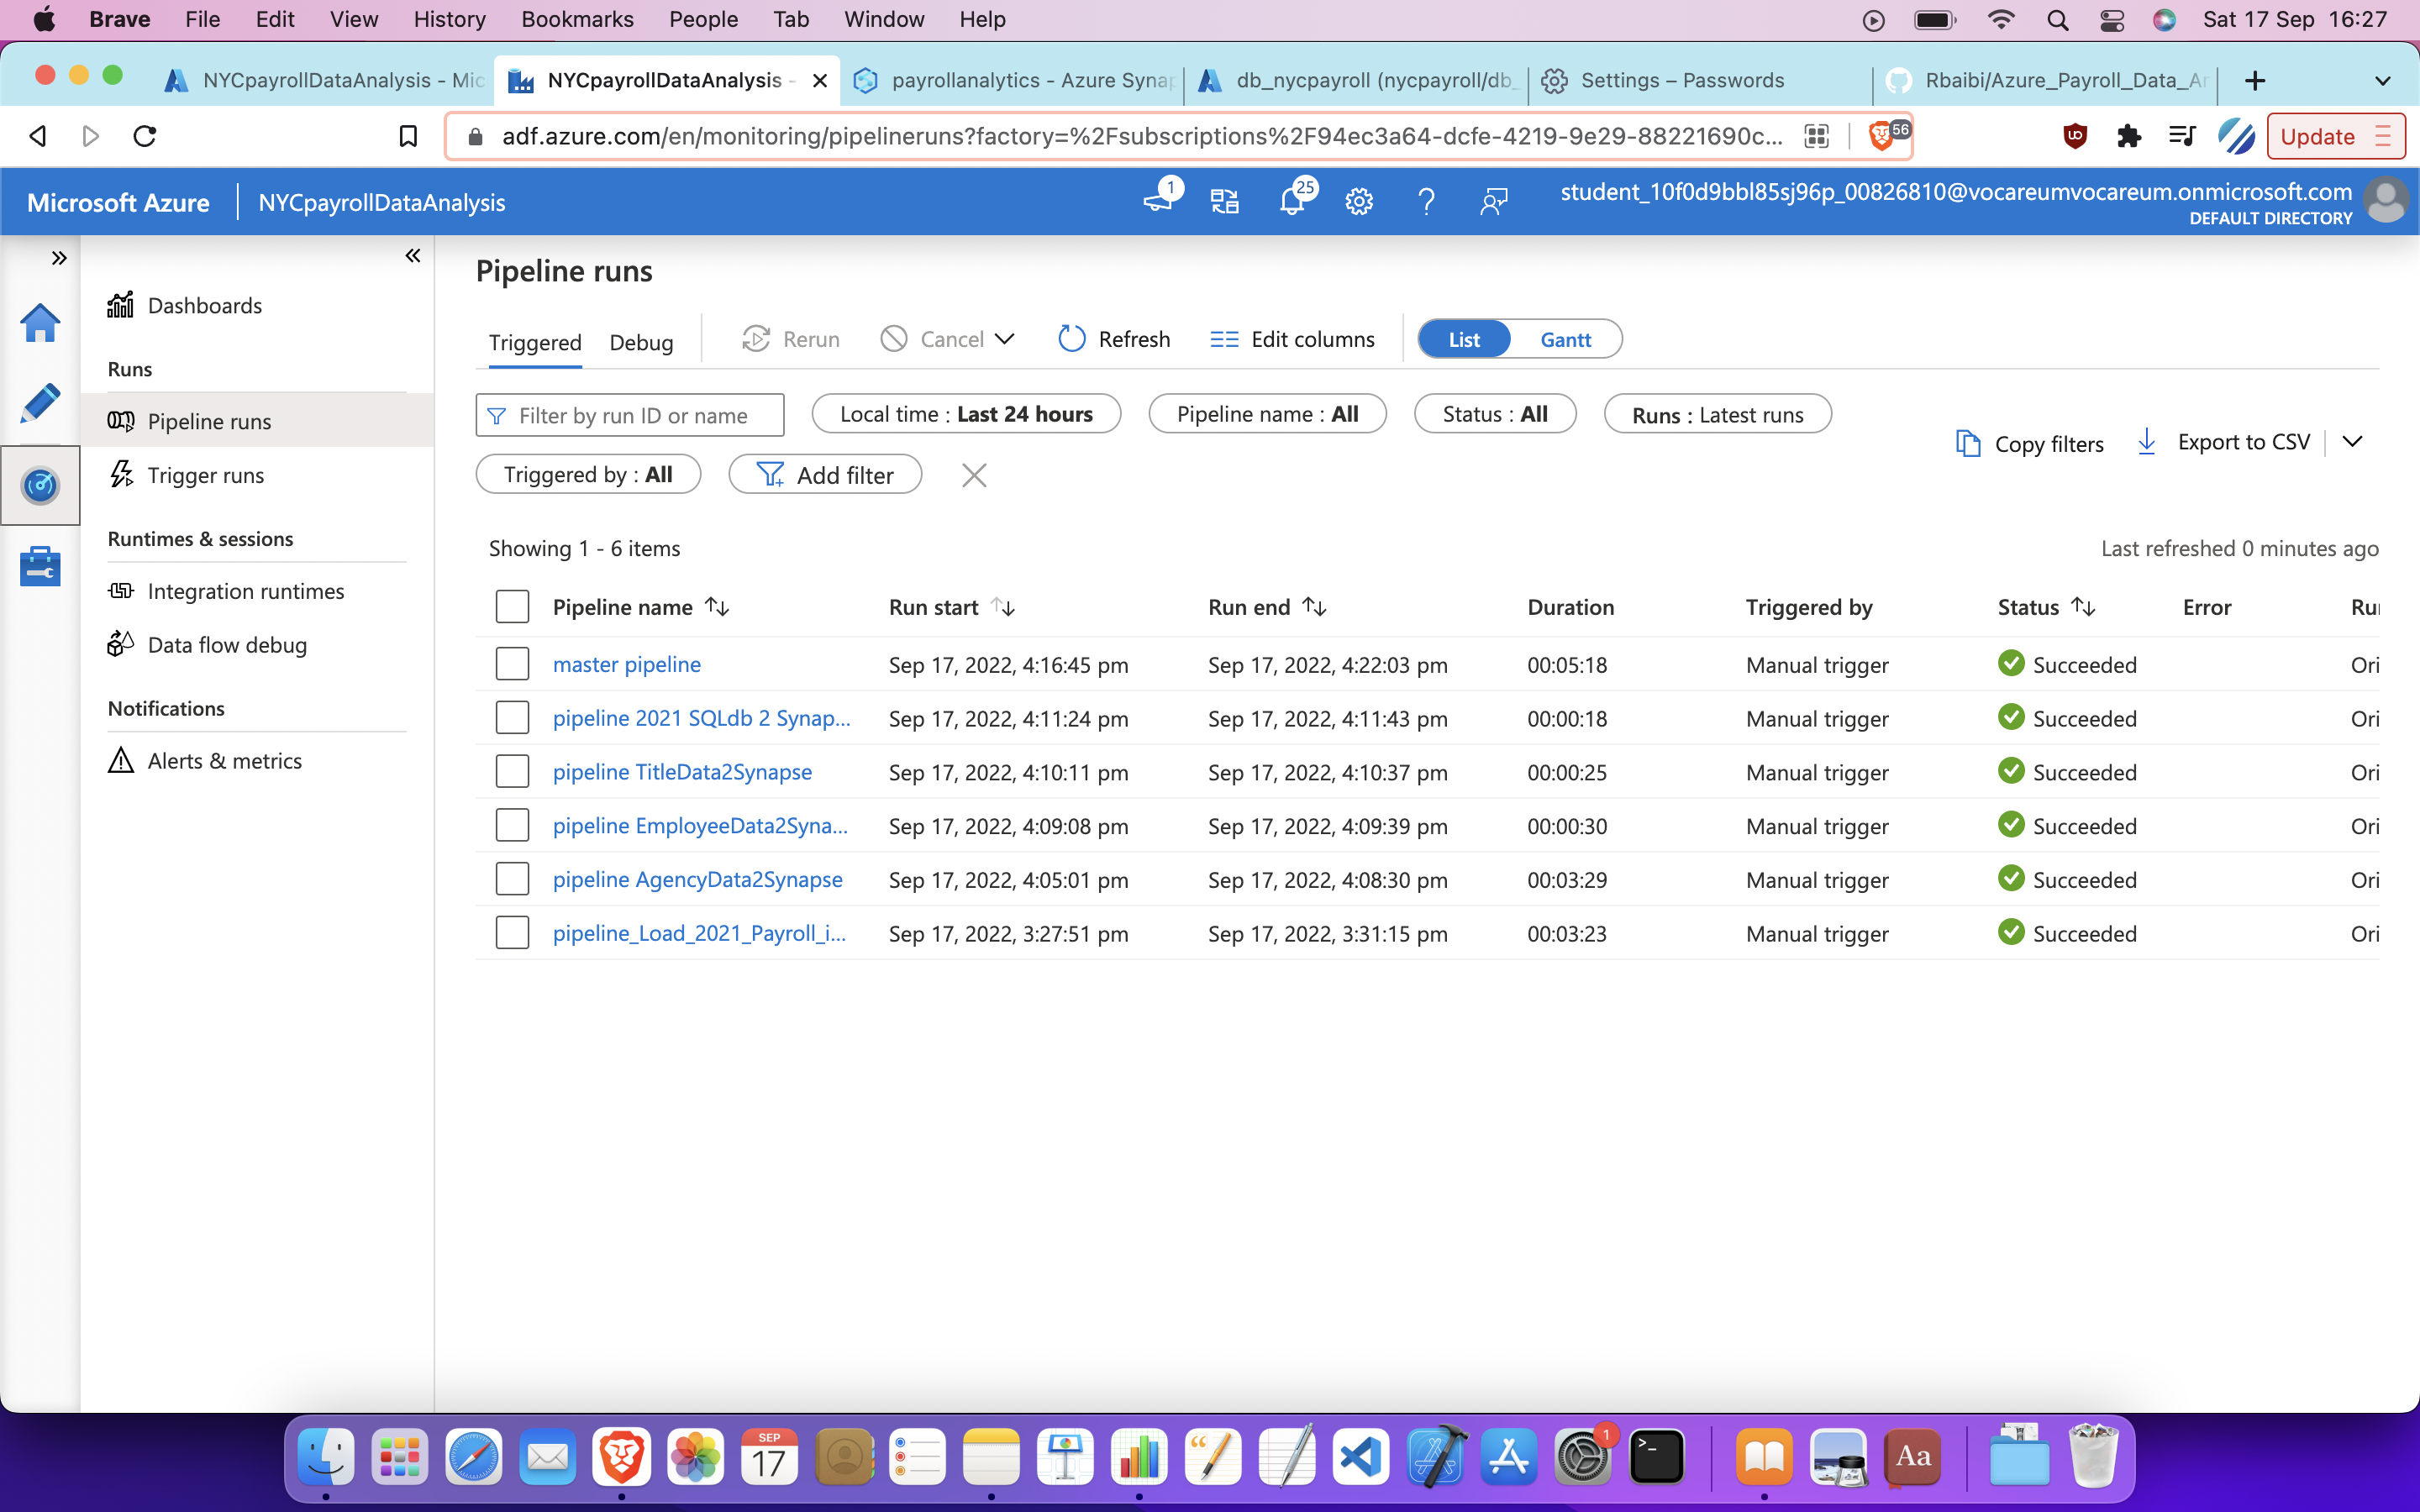 Brave File Edit View History Bookmarks People Tab Window Help Sat 17 Sep 16:27
NYCpayrollDataAnalysis - Mic NYCpayrollDataAnalysis - payrollanalytics - Azure Synap db_nycpayroll (nycpayroll/db_ Settings – Passwords Rbaibi/Azure_Payroll_Data_Ar
adf.azure.com/en/monitoring/pipelineruns?factory=%2Fsubscriptions%2F94ec3a64-dcfe-4219-9e29-88221690c... 56 Update
Microsoft Azure NYCpayrollDataAnalysis 1 25 student_10f0d9bbl85sj96p_00826810@vocareumvocareum.onmicrosoft.com
DEFAULT DIRECTORY
Dashboards
Runs
Pipeline runs
Trigger runs
Runtimes & sessions
Integration runtimes
Data flow debug
Notifications
Alerts & metrics
Pipeline runs
Triggered Debug Rerun Cancel Refresh Edit columns List Gantt
Filter by run ID or name Local time : Last 24 hours Pipeline name : All Status : All Runs : Latest runs
Copy filters Export to CSV
Triggered by : All Add filter
Showing 1 - 6 items Last refreshed 0 minutes ago
Pipeline name Run start Run end Duration Triggered by Status Error Ru
master pipeline Sep 17, 2022, 4:16:45 pm Sep 17, 2022, 4:22:03 pm 00:05:18 Manual trigger Succeeded Ori
pipeline 2021 SQLdb 2 Synap... Sep 17, 2022, 4:11:24 pm Sep 17, 2022, 4:11:43 pm 00:00:18 Manual trigger Succeeded Ori
pipeline TitleData2Synapse Sep 17, 2022, 4:10:11 pm Sep 17, 2022, 4:10:37 pm 00:00:25 Manual trigger Succeeded Ori
pipeline EmployeeData2Syna... Sep 17, 2022, 4:09:08 pm Sep 17, 2022, 4:09:39 pm 00:00:30 Manual trigger Succeeded Ori
pipeline AgencyData2Synapse Sep 17, 2022, 4:05:01 pm Sep 17, 2022, 4:08:30 pm 00:03:29 Manual trigger Succeeded Ori
pipeline_Load_2021_Payroll_i... Sep 17, 2022, 3:27:51 pm Sep 17, 2022, 3:31:15 pm 00:03:23 Manual trigger Succeeded Ori
SEP
17
1
Aa